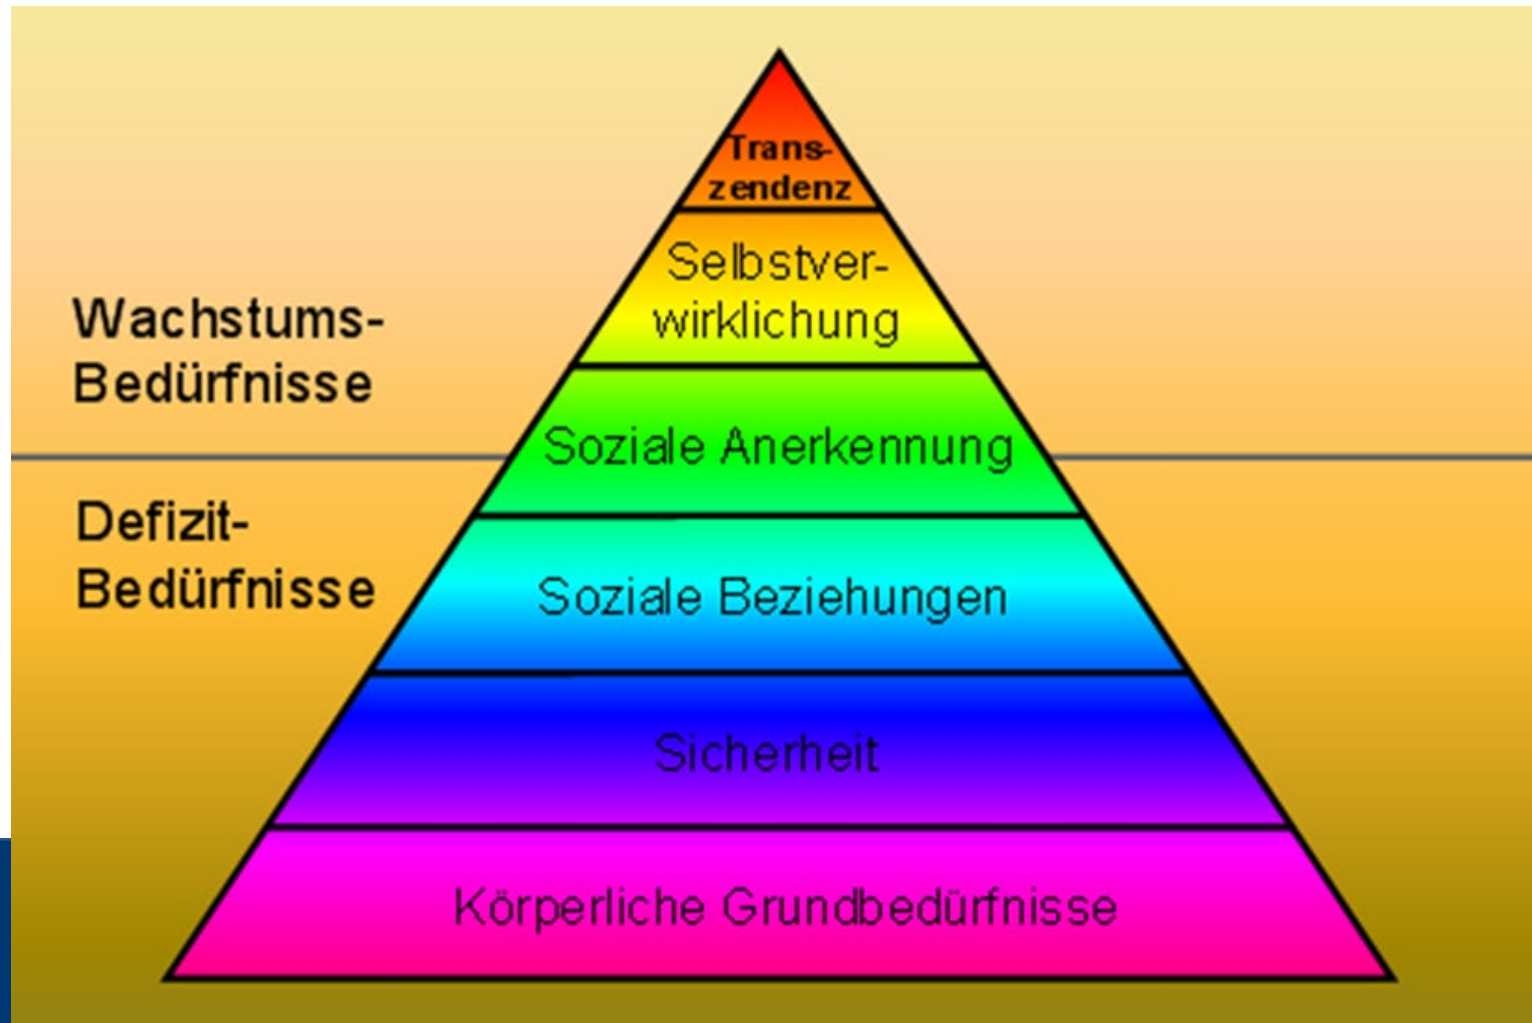 Trans-
zendenz
Selbstver-
wirklichung
Wachstums-
Bedürfnisse
Soziale Anerkennung
Defizit-
Bedürfnisse
Soziale Beziehungen
Sicherheit
Körperliche Grundbedürfnisse